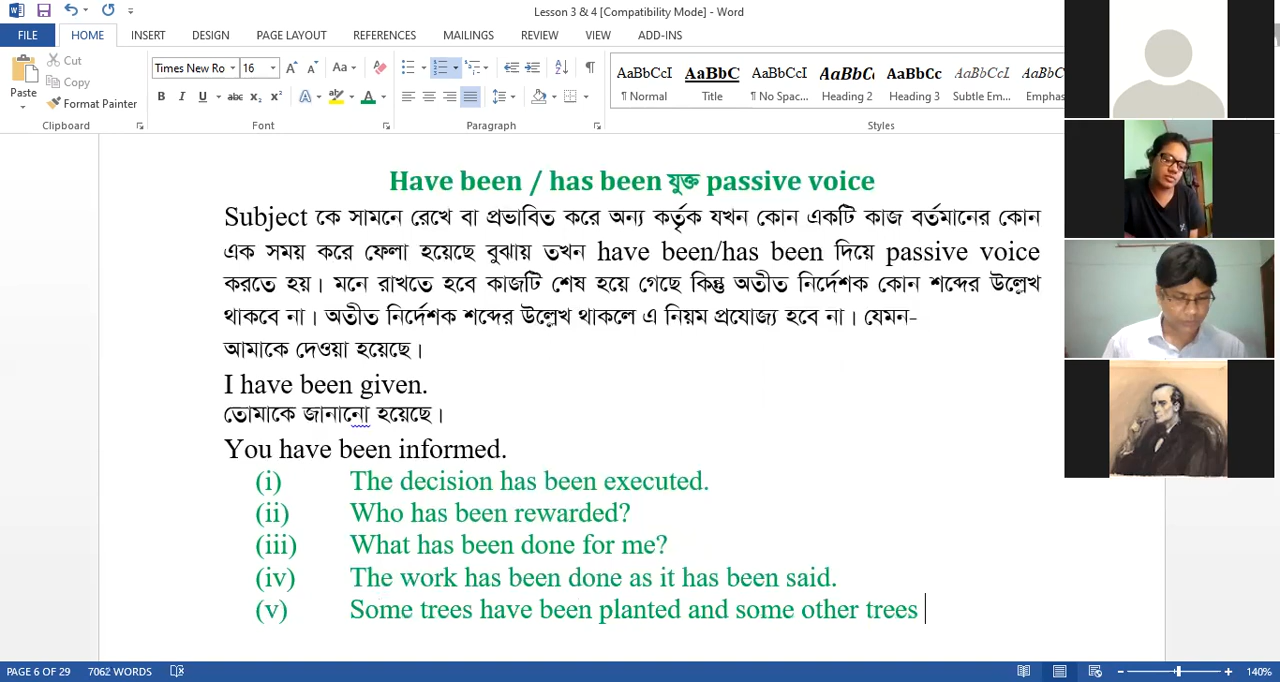 Lesson 3 & 4 [Compatibility Mode] - Word
FILE HOME INSERT DESIGN PAGE LAYOUT REFERENCES MAILINGS REVIEW VIEW ADD-INS
Cut
Copy
Format Painter
Paste
Times New Ro 16
AaBbCcI AaBbC AaBbCcI AaBbC AaBbCc AaBbCcL AaBbC
¶ Normal Title ¶ No Spac... Heading 2 Heading 3 Subtle Em... Emphas
Clipboard Font Paragraph Styles
Have been / has been যুক্ত passive voice
Subject কে সামনে রেখে বা প্রভাবিত করে অন্য কর্তৃক যখন কোন একটি কাজ বর্তমানের কোন
এক সময় করে ফেলা হয়েছে বুঝায় তখন have been/has been দিয়ে passive voice
করতে হয়। মনে রাখতে হবে কাজটি শেষ হয়ে গেছে কিন্তু অতীত নির্দেশক কোন শব্দের উল্লেখ
থাকবে না। অতীত নির্দেশক শব্দের উল্লেখ থাকলে এ নিয়ম প্রযোজ্য হবে না। যেমন-
আমাকে দেওয়া হয়েছে।
I have been given.
তোমাকে জানানো হয়েছে।
You have been informed.
(i) The decision has been executed.
(ii) Who has been rewarded?
(iii) What has been done for me?
(iv) The work has been done as it has been said.
(v) Some trees have been planted and some other trees
PAGE 6 OF 29 7062 WORDS 140%